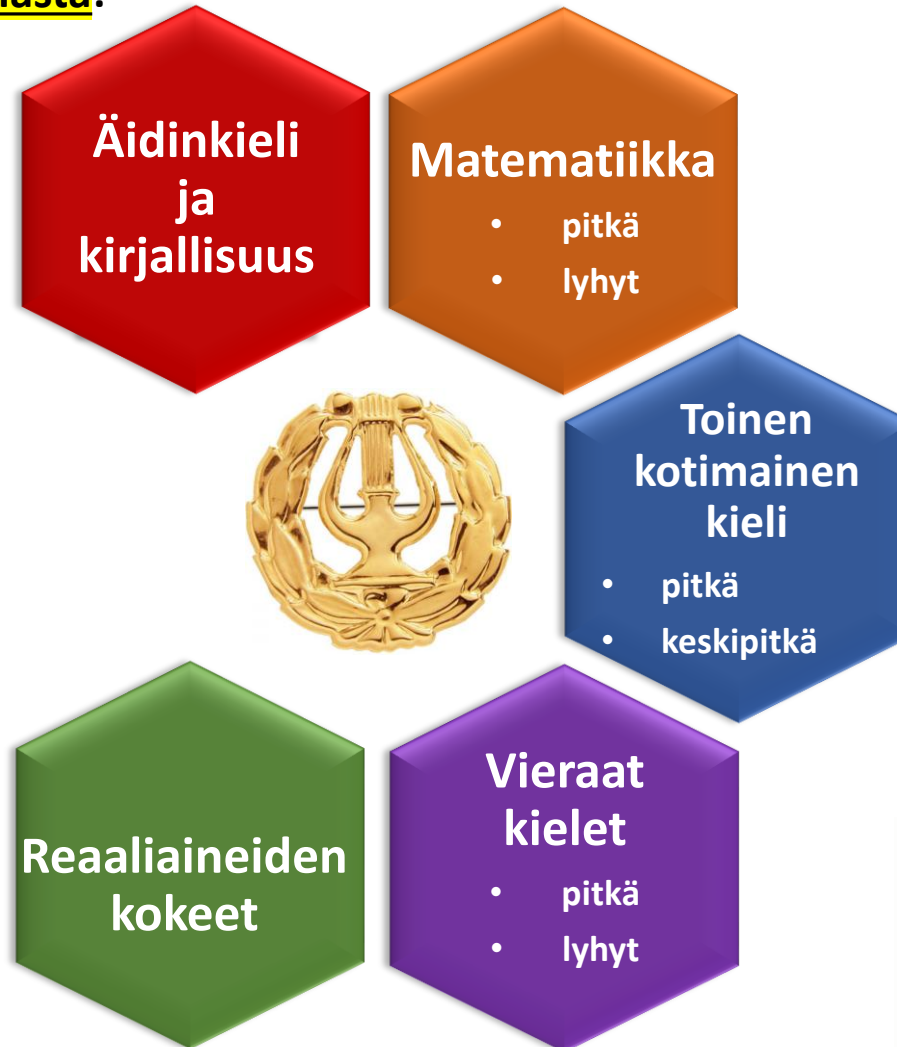 Äidinkieli
ja
kirjallisuus
Matematiikka
• pitkä
• lyhyt
Toinen
kotimainen
kieli
• pitkä
• keskipitkä
Vieraat
kielet
• pitkä
• lyhyt
Reaaliaineiden
kokeet